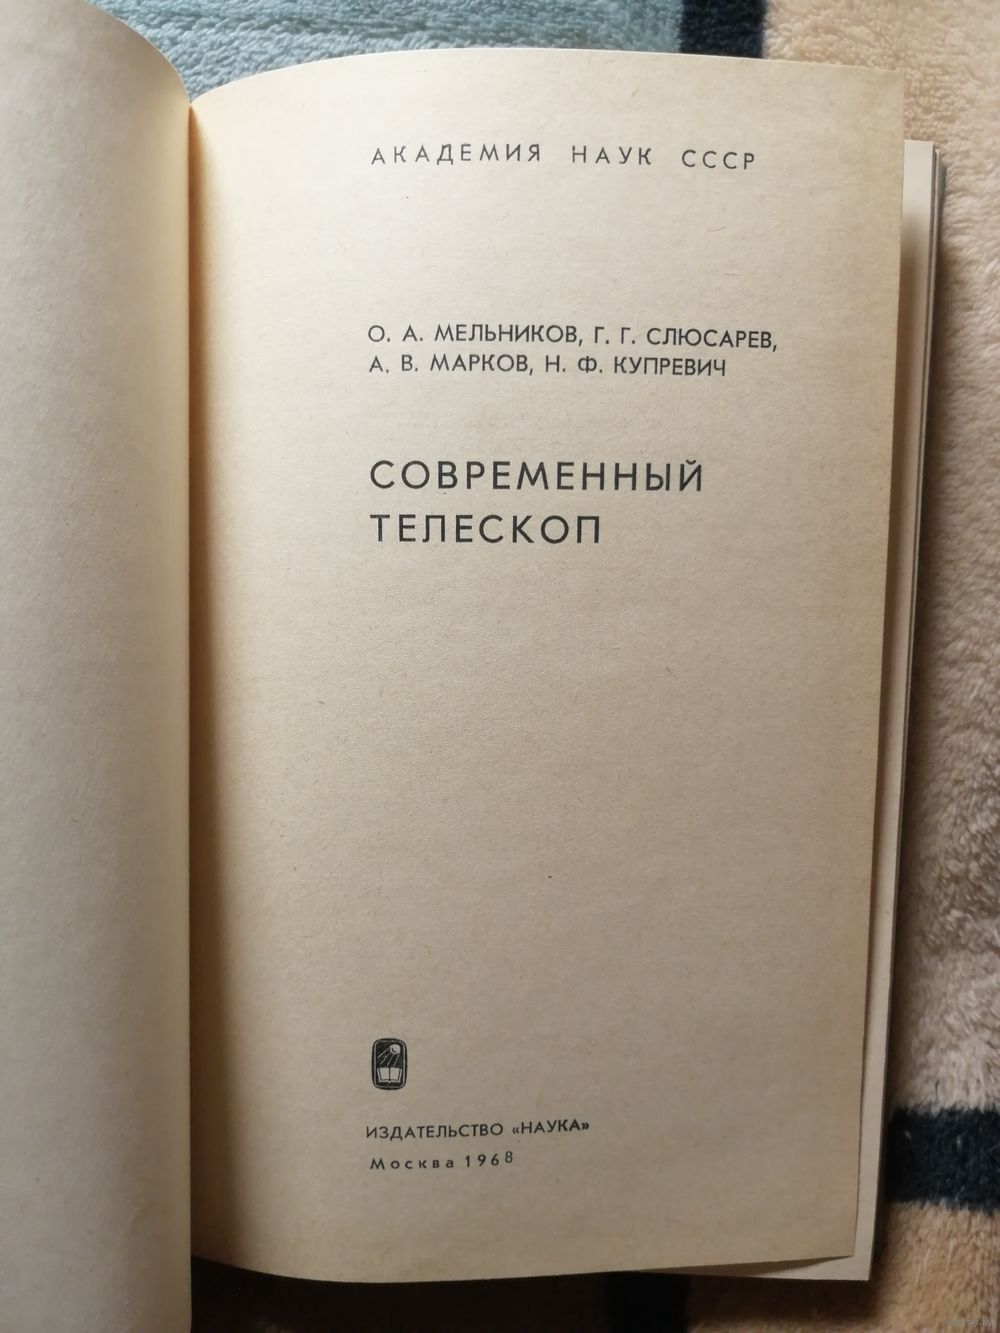 АКАДЕМИЯ НАУК СССР
О. А. МЕЛЬНИКОВ, Г. Г. СЛЮСАРЕВ,
А. В. МАРКОВ, Н. Ф. КУПРЕВИЧ
СОВРЕМЕННЫЙ
ТЕЛЕСКОП
ИЗДАТЕЛЬСТВО «НАУКА»
Москва 1968